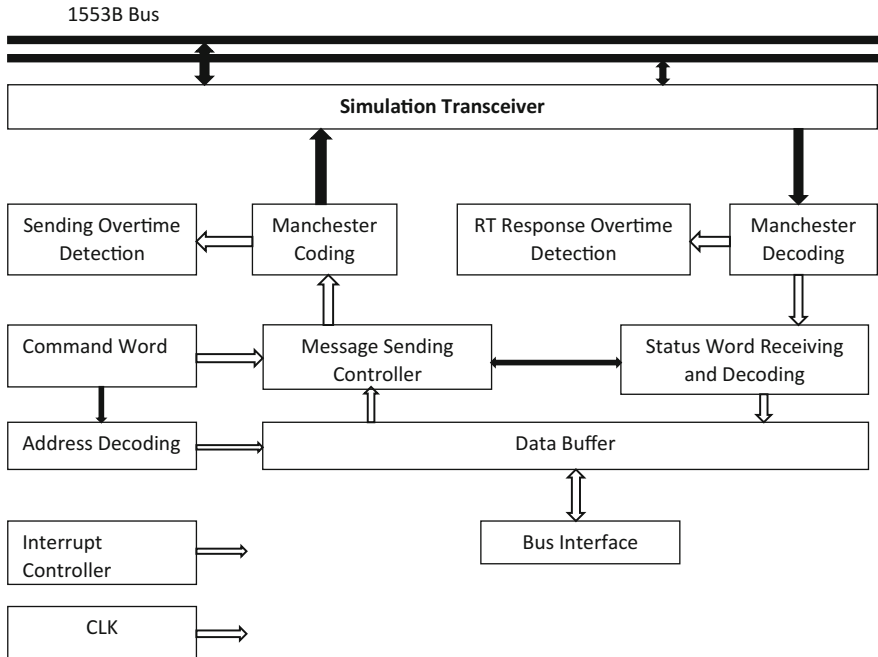 1553B Bus
Simulation Transceiver
Sending Overtime
Detection
Manchester
Coding
RT Response Overtime
Detection
Manchester
Decoding
Command Word
Message Sending
Controller
Status Word Receiving
and Decoding
Address Decoding
Data Buffer
Interrupt
Controller
Bus Interface
CLK